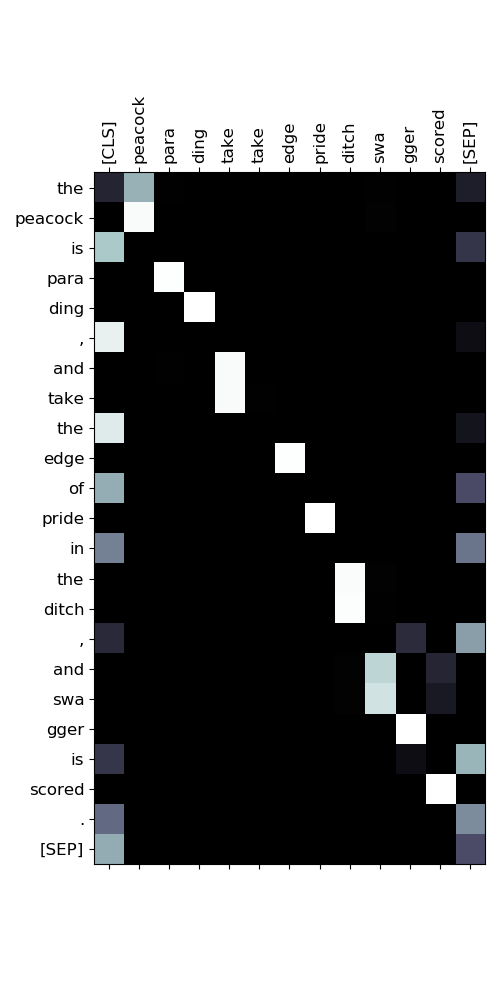 [CLS] peacock para ding take take edge pride ditch swa gger scored [SEP]
the
peacock
is
para
ding
,
and
take
the
edge
of
pride
in
the
ditch
,
and
swa
gger
is
scored
.
[SEP]